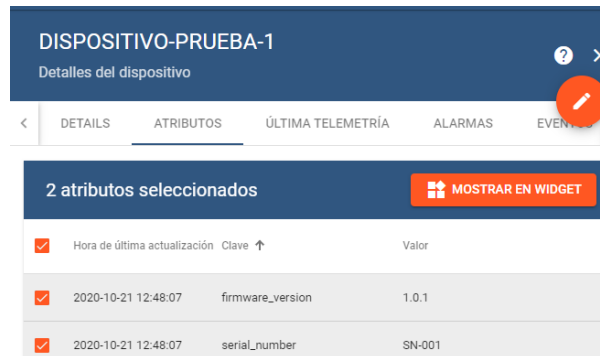 DISPOSITIVO-PRUEBA-1
Detalles del dispositivo
DETAILS ATRIBUTOS ÚLTIMA TELEMETRÍA ALARMAS
2 atributos seleccionados MOSTRAR EN WIDGET
Hora de última actualización Clave Valor
2020-10-21 12:48:07 firmware_version 1.0.1
2020-10-21 12:48:07 serial_number SN-001